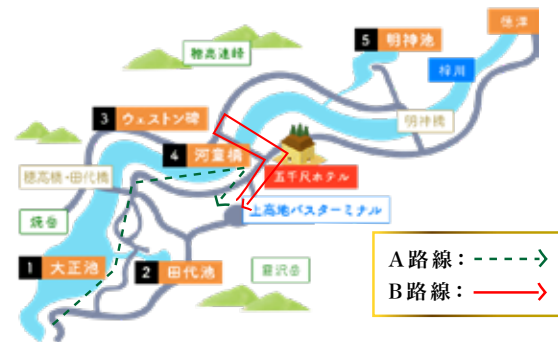 徳澤
5 明神池
穂高連峰
梓川
3 ウェストン碑
明神橋
4 河童橋
穂高橋・田代橋
五千尺ホテル
焼岳
上高地バスターミナル
1 大正池
2 田代池
霞沢岳
A路線：
B路線：